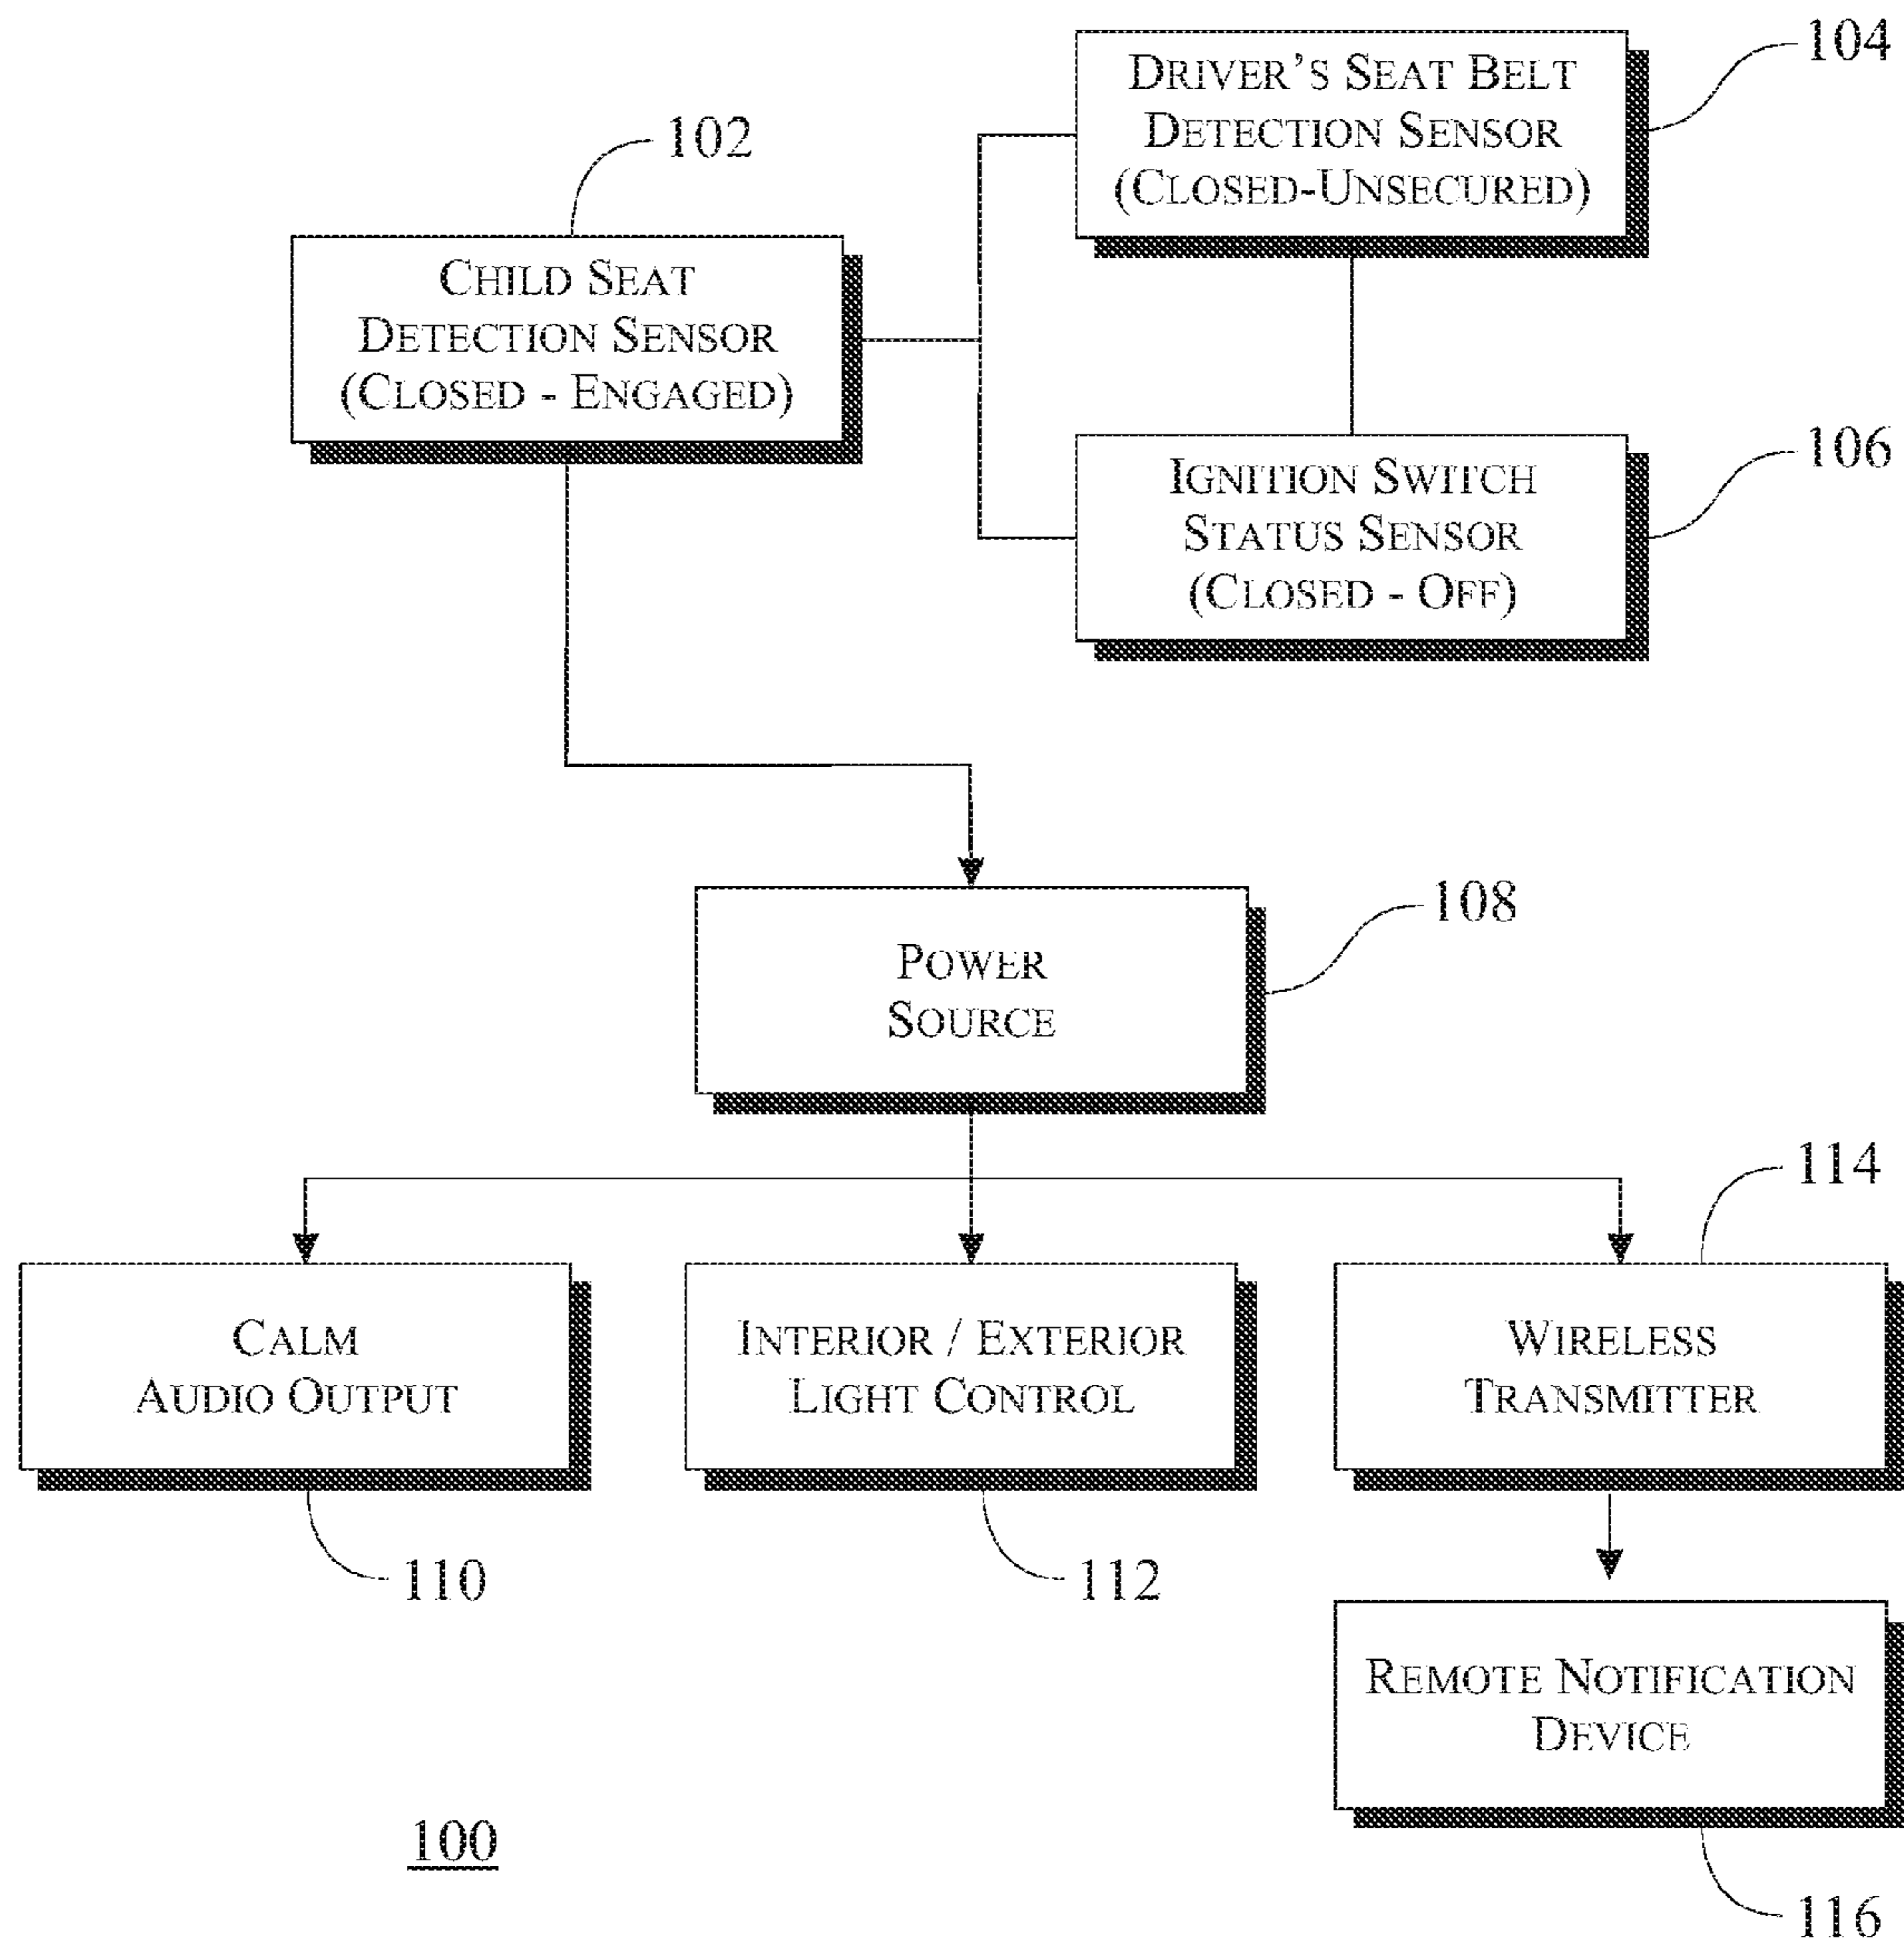 104
DRIVER'S SEAT BELT
DETECTION SENSOR
(CLOSED-UNSECURED)
102
CHILD SEAT
DETECTION SENSOR
(CLOSED - ENGAGED)
106
IGNITION SWITCH
STATUS SENSOR
(CLOSED - OFF)
108
POWER
SOURCE
114
CALM
AUDIO OUTPUT
INTERIOR / EXTERIOR
LIGHT CONTROL
WIRELESS
TRANSMITTER
110
112
REMOTE NOTIFICATION
DEVICE
100
116